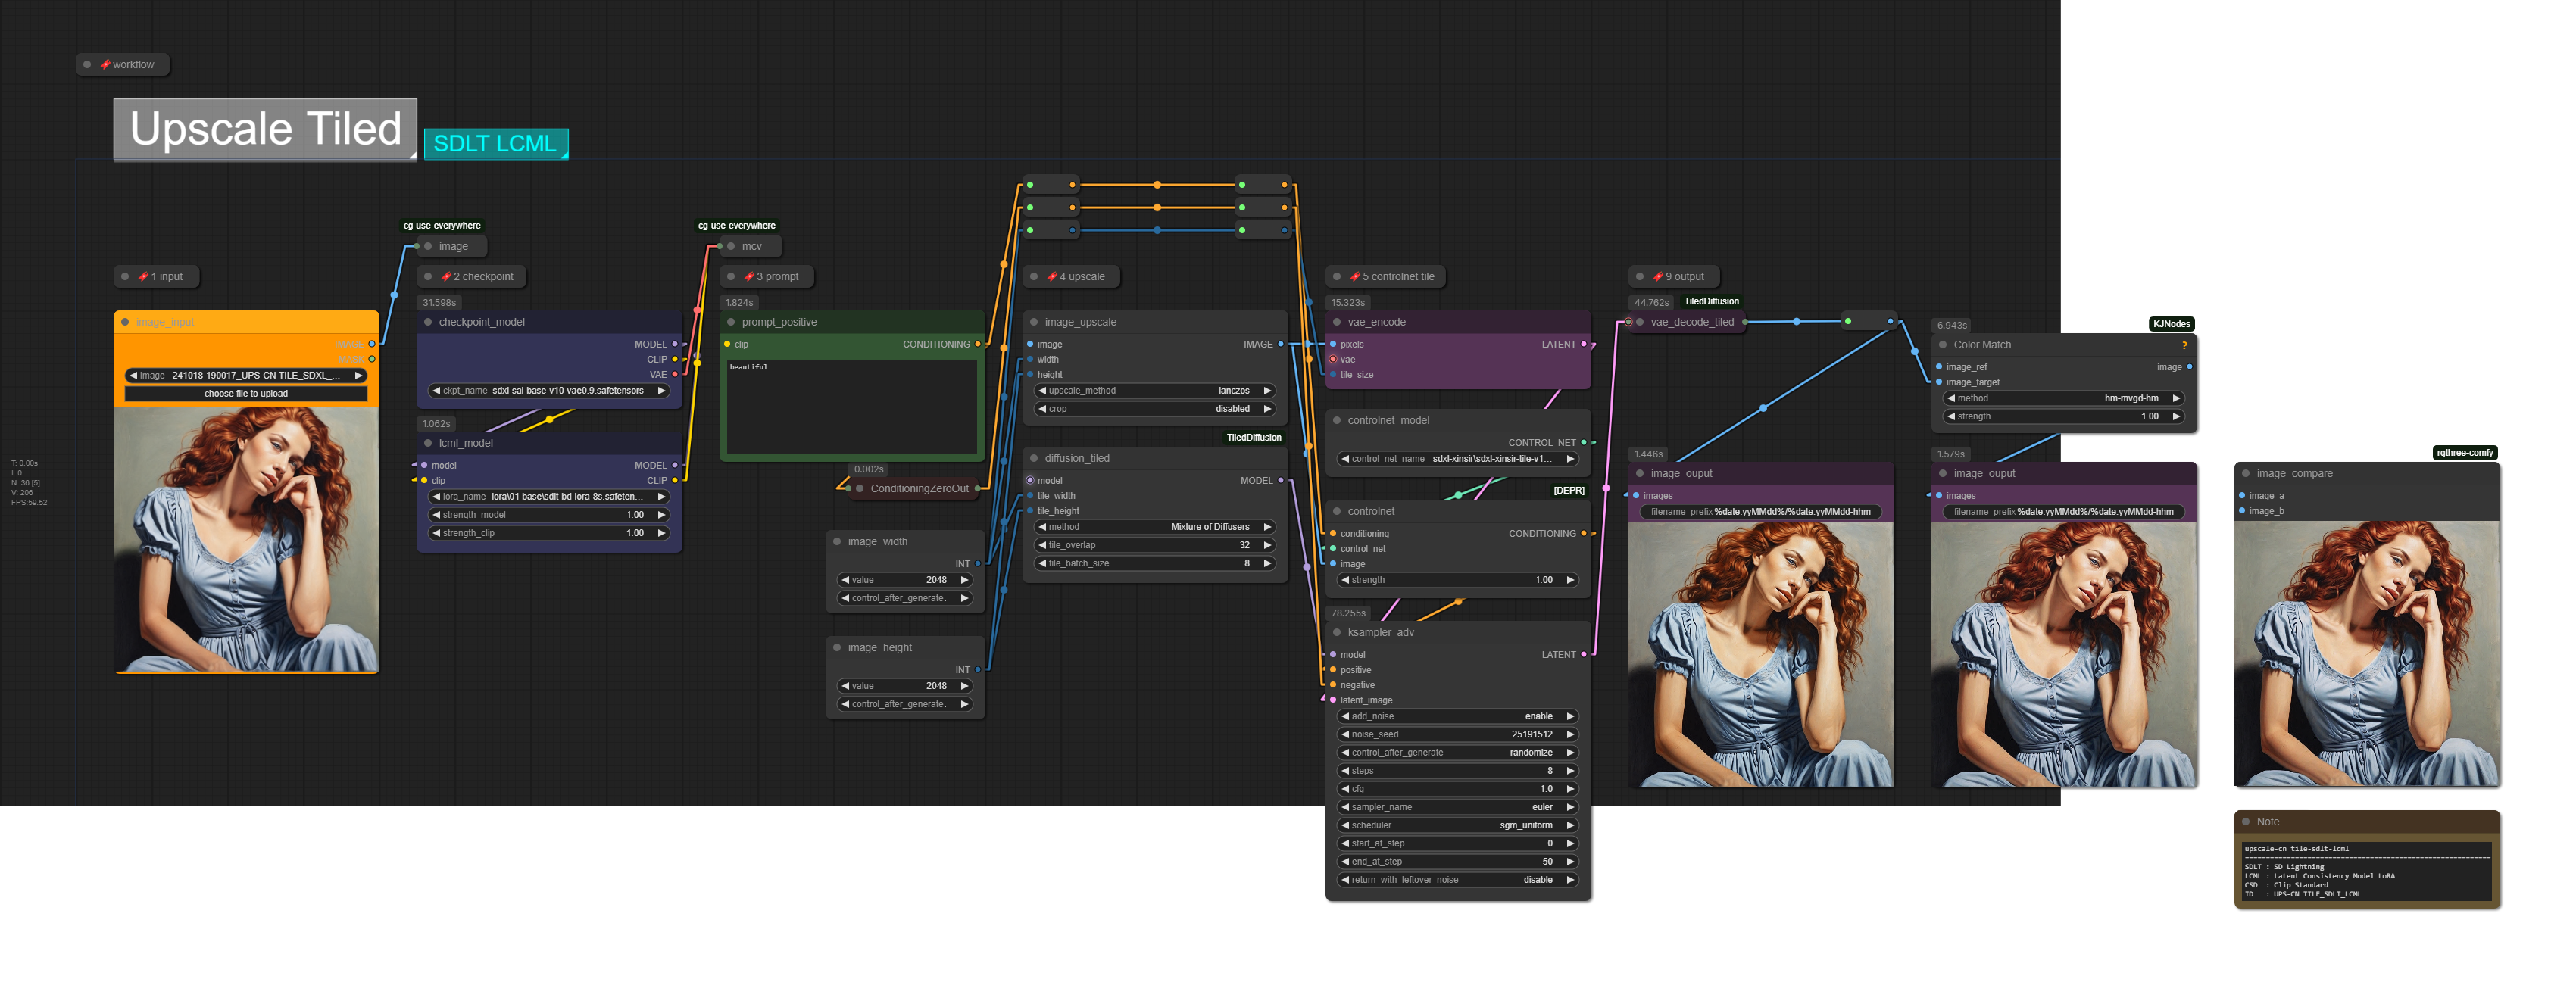 workflow
Upscale Tiled
SDLT LCML
cg-use-everywhere
image
1 input
image_input
IMAGE
MASK
image 241018-190017_UPS-CN TILE_SDXL_...
choose file to upload
T: 0.00s
I: 0
N: 36 [5]
V: 206
FPS:59.52
2 checkpoint
31.598s
checkpoint_model
MODEL
CLIP
VAE
ckpt_name sdxl-sai-base-v10-vae0.9.safetensors
1.062s
lcml_model
model MODEL
clip CLIP
lora_name lora\01 base\sdlt-bd-lora-8s.safeten...
strength_model 1.00
strength_clip 1.00
cg-use-everywhere
mcv
3 prompt
1.824s
prompt_positive
clip CONDITIONING
beautiful
0.002s
ConditioningZeroOut
image_width
INT
value 2048
control_after_generate.
image_height
INT
value 2048
control_after_generate.
4 upscale
image_upscale
image IMAGE
width
height
upscale_method lanczos
crop disabled
TiledDiffusion
diffusion_tiled
model MODEL
tile_width
tile_height
method Mixture of Diffusers
tile_overlap 32
tile_batch_size 8
5 controlnet tile
15.323s
vae_encode
pixels LATENT
vae
tile_size
controlnet_model
CONTROL_NET
control_net_name sdxl-xinsir\sdxl-xinsir-tile-v1...
[DEPR]
controlnet
conditioning CONDITIONING
control_net
image
strength 1.00
78.255s
ksampler_adv
model LATENT
positive
negative
latent_image
add_noise enable
noise_seed 25191512
control_after_generate randomize
steps 8
cfg 1.0
sampler_name euler
scheduler sgm_uniform
start_at_step 0
end_at_step 50
return_with_leftover_noise disable
9 output
44.762s
TiledDiffusion
vae_decode_tiled
1.446s
image_ouput
images
filename_prefix %date:yyMMdd%/%date:yyMMdd-hhm
KJNodes
6.943s
Color Match ?
image_ref image
image_target
method hm-mvgd-hm
strength 1.00
1.579s
image_ouput
images
filename_prefix %date:yyMMdd%/%date:yyMMdd-hhm
rgthree-comfy
image_compare
image_a
image_b
Note
upscale-cn tile-sdlt-lcml
============================================================
SDLT : SD Lightning
LCML : Latent Consistency Model LoRA
CSD : Clip Standard
ID : UPS-CN TILE_SDLT_LCML